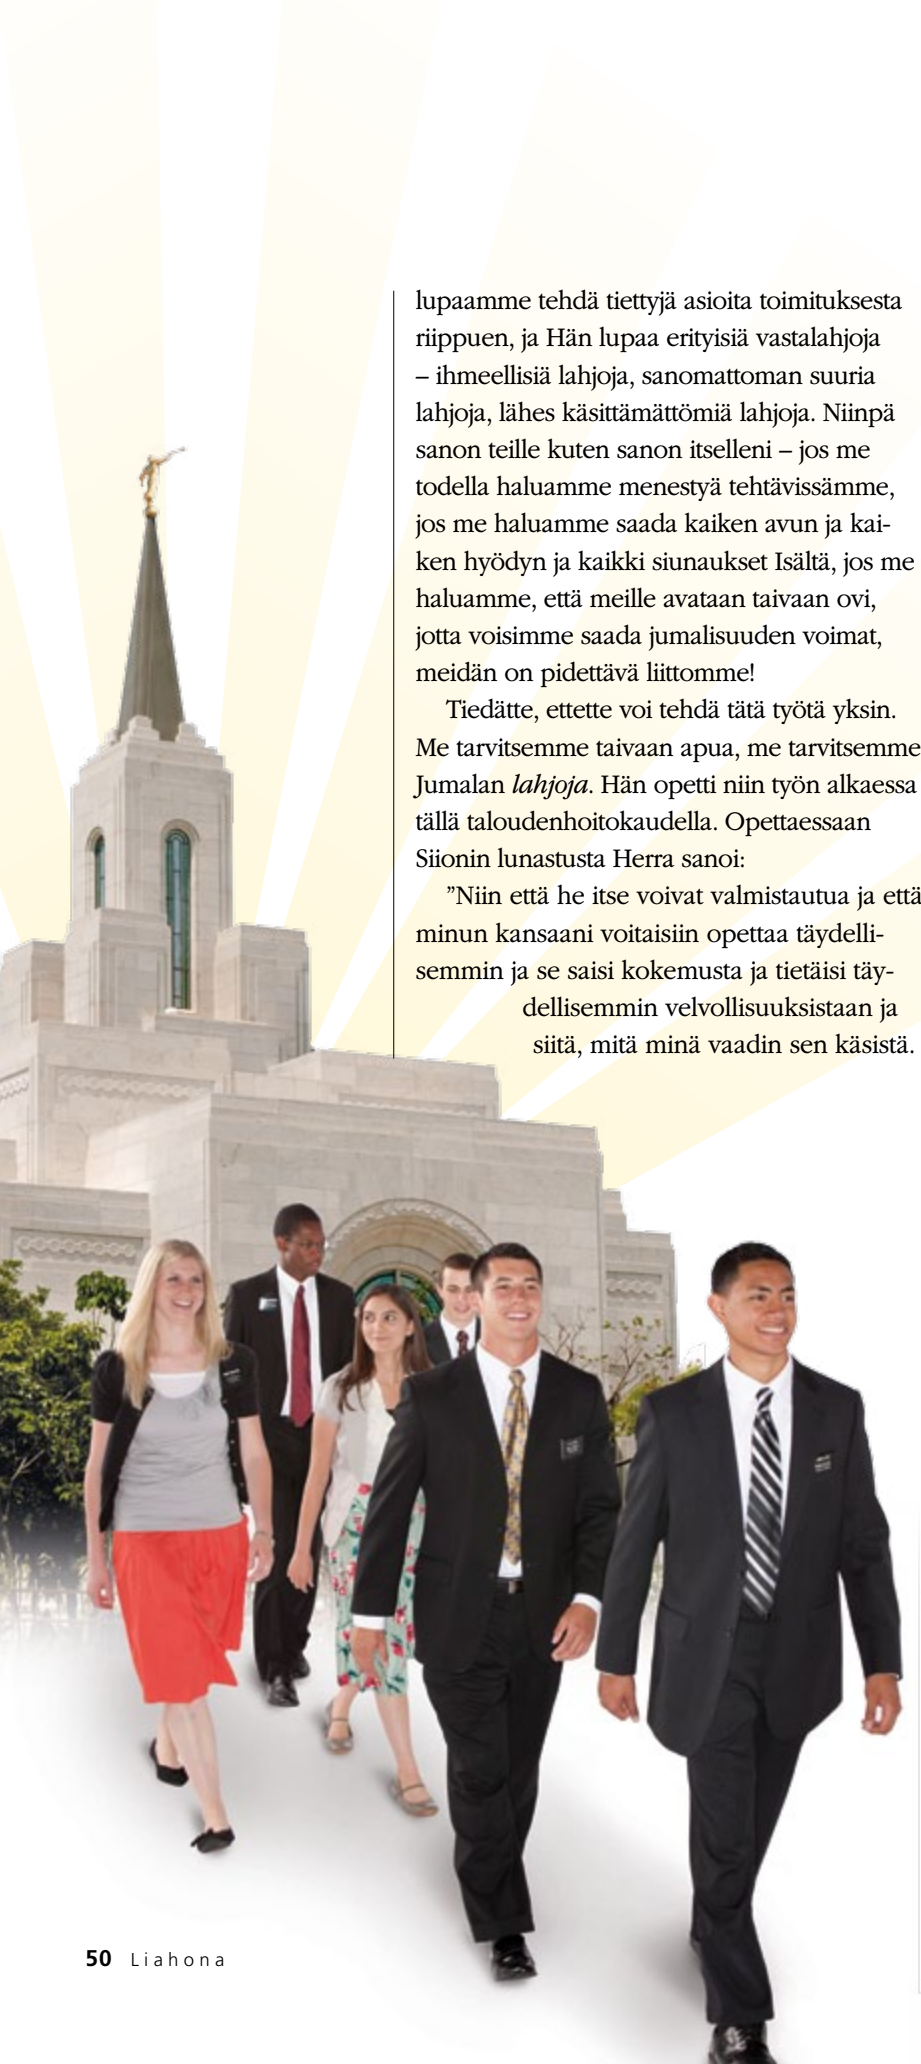 lupaamme tehdä tiettyjä asioita toimituksesta
riippuen, ja Hän lupaa erityisiä vastalahjoja
– ihmeellisiä lahjoja, sanomattoman suuria
lahjoja, lähes käsittämättömiä lahjoja. Niinpä
sanon teille kuten sanon itselleni – jos me
todella haluamme menestyä tehtävissämme,
jos me haluamme saada kaiken avun ja kai-
ken hyödyn ja kaikki siunaukset Isältä, jos me
haluamme, että meille avataan taivaan ovi,
jotta voisimme saada jumalisuuden voimat,
meidän on pidettävä liittomme!
Tiedätte, ettette voi tehdä tätä työtä yksin.
Me tarvitsemme taivaan apua, me tarvitsemme
Jumalan lahjoja. Hän opetti niin työn alkaessa
tällä taloudenhoitokaudella. Opettaessaan
Siionin lunastusta Herra sanoi:
”Niin että he itse voivat valmistautua ja että
minun kansaani voitaisiin opettaa täydelli-
semmin ja se saisi kokemusta ja tietäisi täy-
dellisemmin velvollisuuksistaan ja
siitä, mitä minä vaadin sen käsistä.
50 Liahona